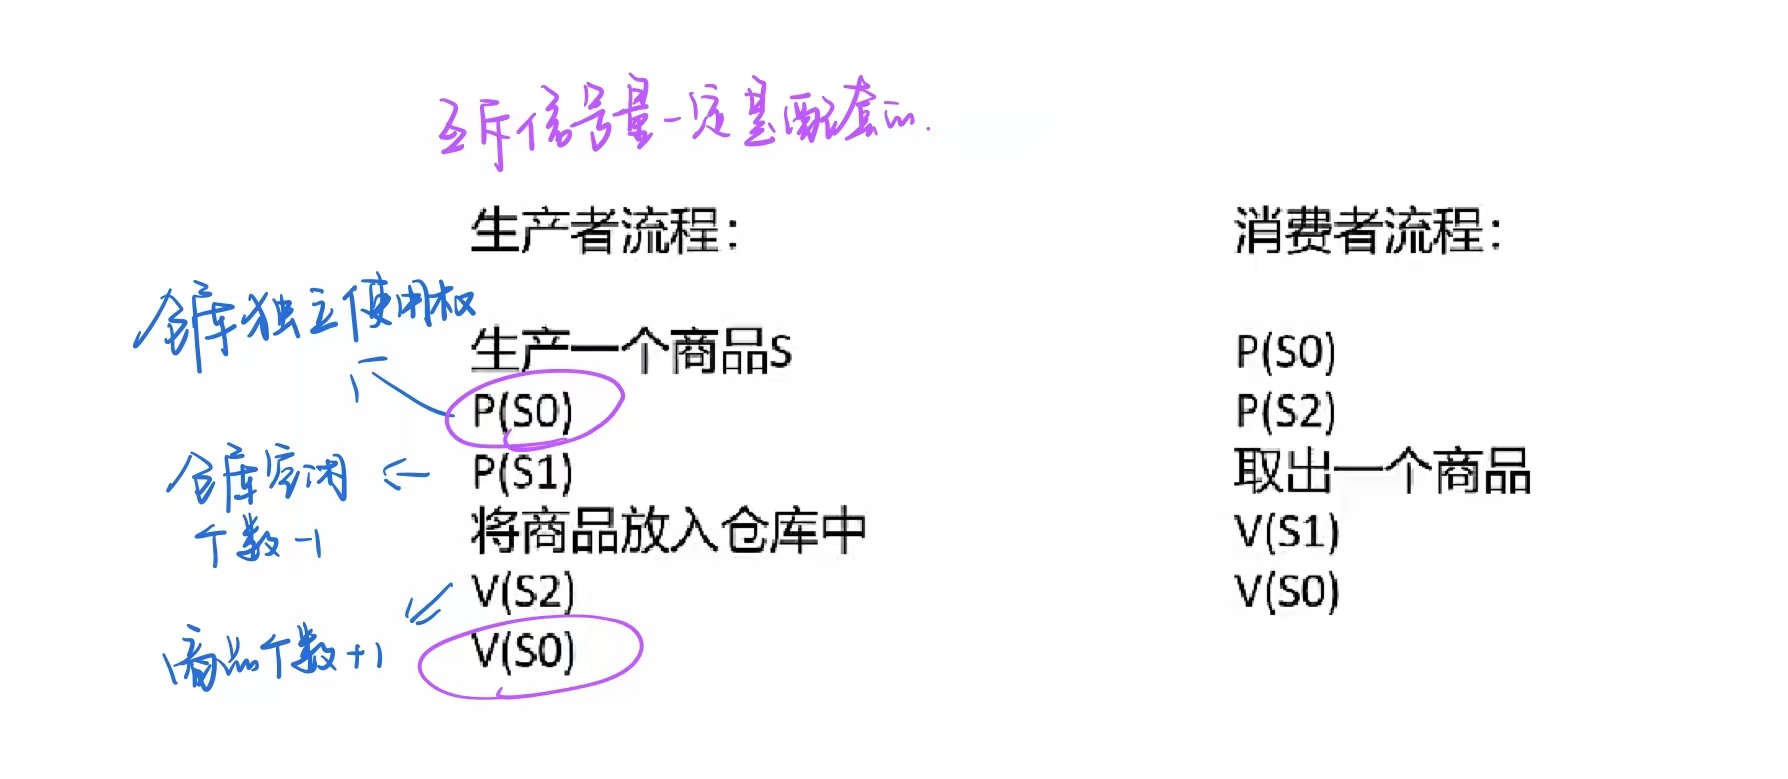 互斥信号量一定是配套的.
生产者流程：
生产一个商品S
P(S0)
P(S1)
将商品放入仓库中
V(S2)
V(S0)
仓库独立使用权
仓库空闲
个数-1
商品个数+1
消费者流程：
P(S0)
P(S2)
取出一个商品
V(S1)
V(S0)